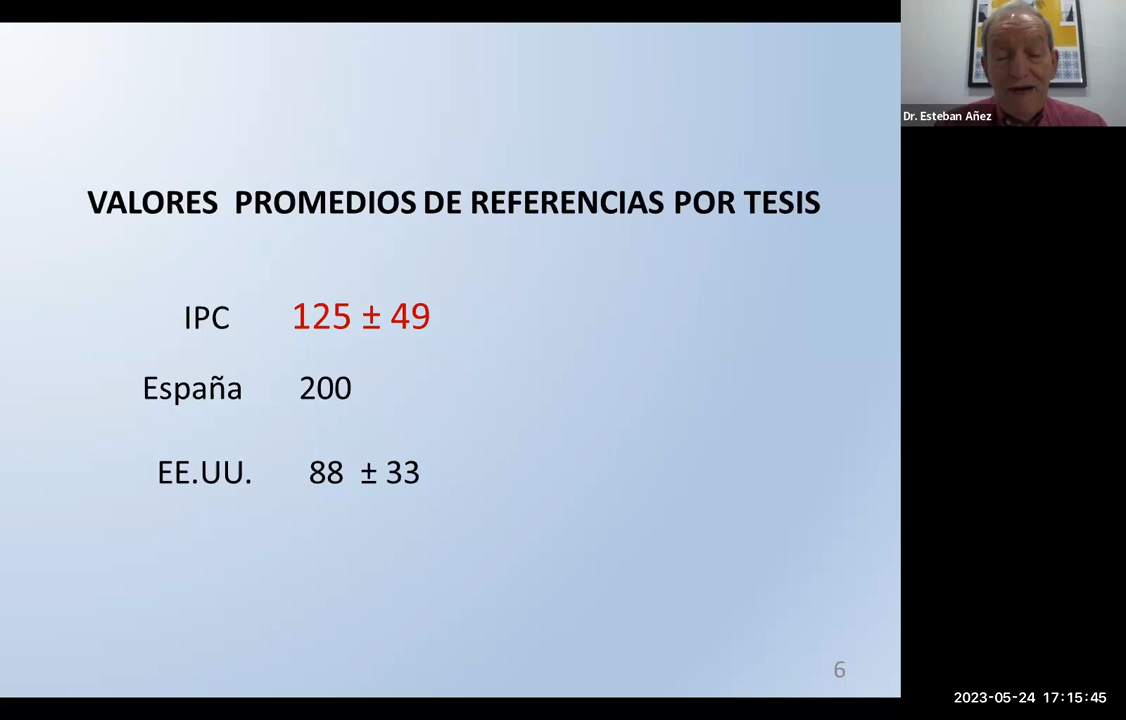 VALORES PROMEDIOS DE REFERENCIAS POR TESIS
IPC 125 ± 49
España 200
EE.UU. 88 ± 33
6
Dr. Esteban Añez
2023-05-24 17:15:45